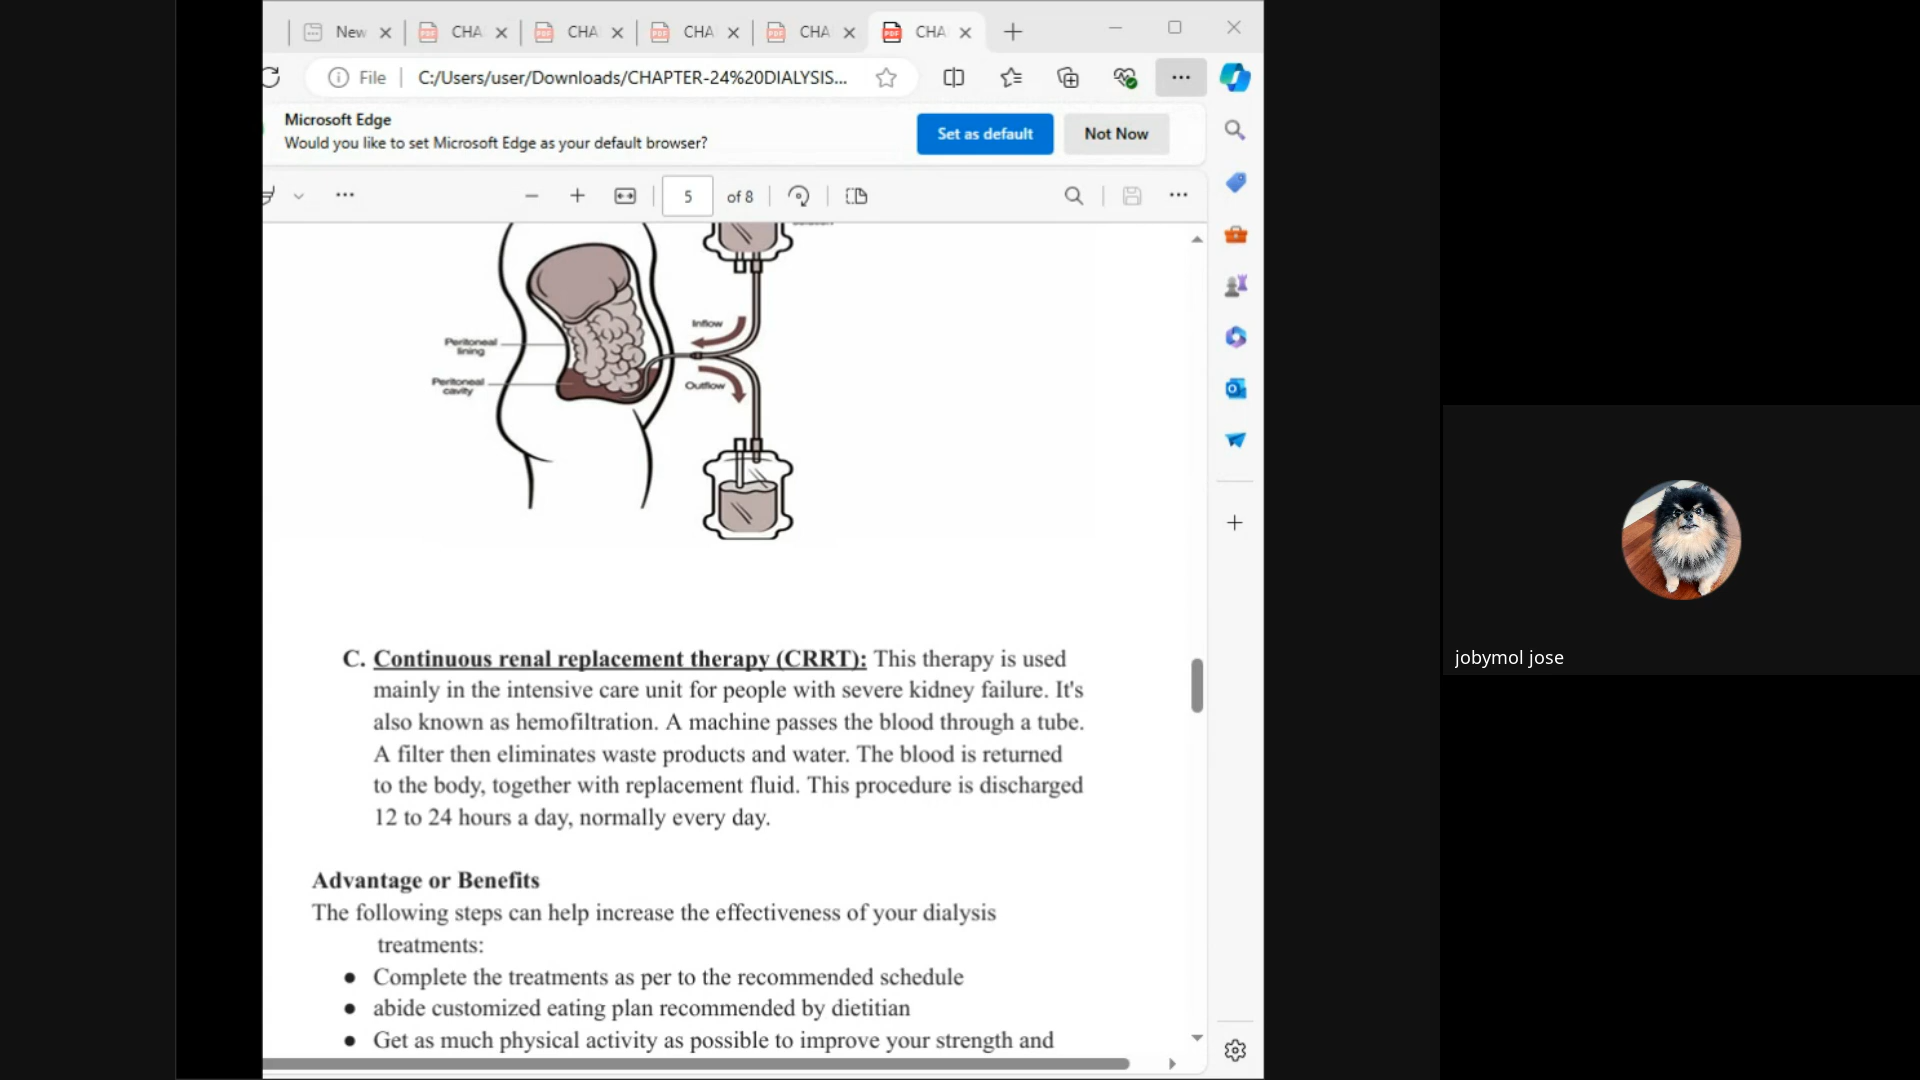 New
CHA
CHA
CHA
CHA
CHA
File
C:/Users/user/Downloads/CHAPTER-24%20DIALYSIS...
Microsoft Edge
Would you like to set Microsoft Edge as your default browser?
Set as default
Not Now
5
of 8
Inflow
Peritoneal
lining
Peritoneal
cavity
Outflow
C. Continuous renal replacement therapy (CRRT): This therapy is used
mainly in the intensive care unit for people with severe kidney failure. It's
also known as hemofiltration. A machine passes the blood through a tube.
A filter then eliminates waste products and water. The blood is returned
to the body, together with replacement fluid. This procedure is discharged
12 to 24 hours a day, normally every day.
Advantage or Benefits
The following steps can help increase the effectiveness of your dialysis
treatments:
● Complete the treatments as per to the recommended schedule
● abide customized eating plan recommended by dietitian
● Get as much physical activity as possible to improve your strength and
jobymol jose